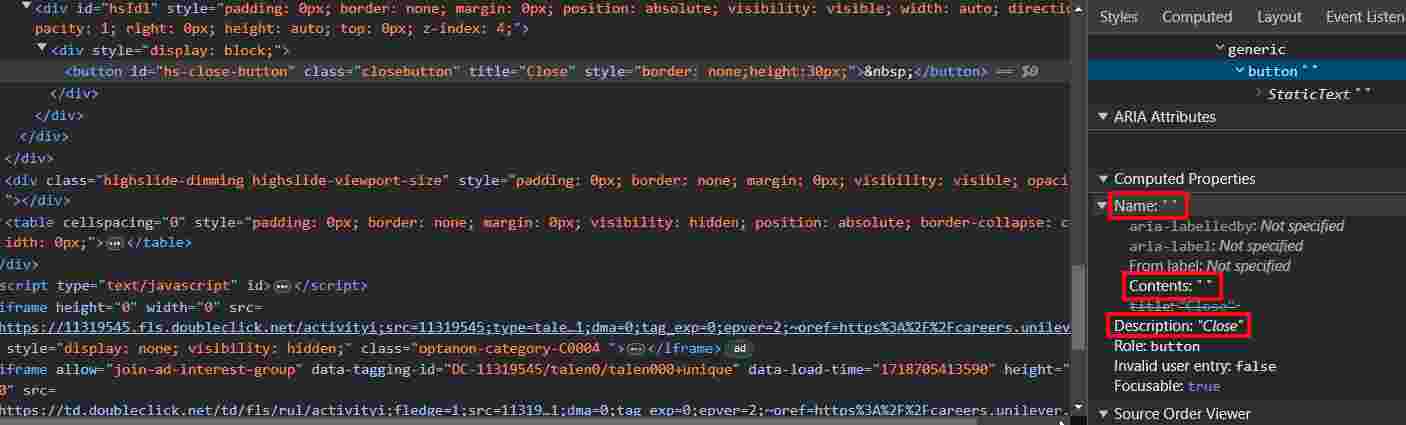 <div id="hsfdl" style="padding: 0px; border: none; margin: 0px; position: absolute; visibility: visible; width: auto; directio
pacity: 1; right: 0px; height: auto; top: 0px; z-index: 4;">
<div style="display: block;">
<button id="hs-close-button" class="closebutton" title="Close" style="border: none;height:30px;">&nbsp;</button> == $0
</div>
</div>
</div>
</div>
<div class="highslide-dimming highslide-viewport-size" style="padding: 0px; border: none; margin: 0px; visibility: visible; opaci
"></div>
<table cellspacing="0" style="padding: 0px; border: none; margin: 0px; visibility: hidden; position: absolute; border-collapse: c
idth: 0px;">…</table>
/div>
script type="text/javascript" id>…</script>
iframe height="0" width="0" src=
https://11319545.fls.doubleclick.net/activityi;src=11319545;type=tale…1;dma=0;tag_exp=0;epver=2;~oref=https%3A%2F%2Fcareers.unilev
style="display: none; visibility: hidden;" class="optanon-category-C0004 ">…</iframe> ad
iframe allow="join-ad-interest-group" data-tagging-id="DC-11319545/talen0/talen000+unique" data-load-time="1718705413590" height="
0" src=
https://td.doubleclick.net/td/fls/rul/activityi;fledge=1;src=11319…1;dma=0;tag_exp=0;epver=2;~oref=https%3A%2F%2Fcareers.unilever.
Styles Computed Layout Event Listen
generic
button " "
StaticText " "
ARIA Attributes
Computed Properties
Name: " "
aria-labelledby: Not specified
aria-label: Not specified
From label: Not specified
Contents: " "
title: "Close"
Description: "Close"
Role: button
Invalid user entry: false
Focusable: true
Source Order Viewer